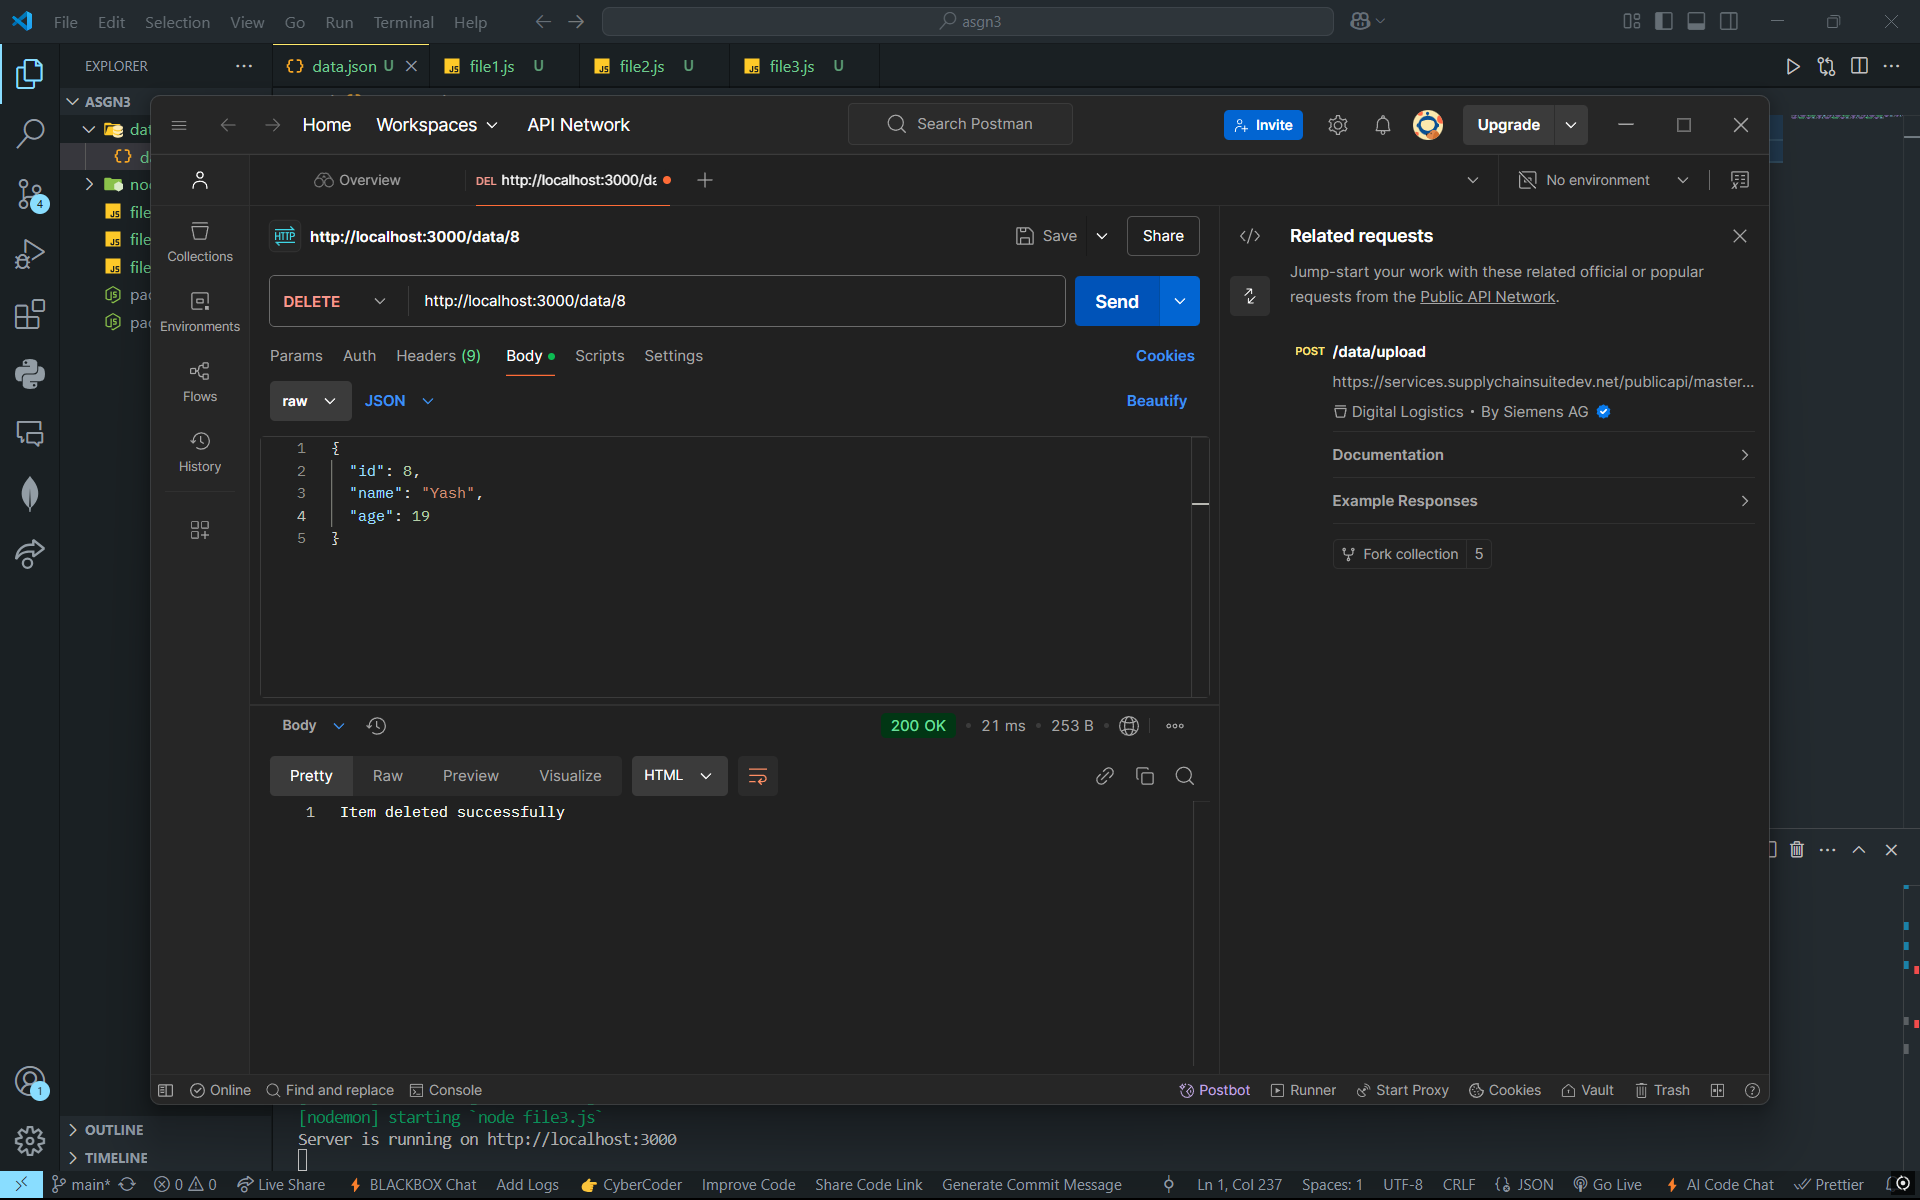 File Edit Selection View Go Run Terminal Help
asgn3
EXPLORER
data.json U
file1.js U
file2.js U
file3.js U
ASGN3
Home Workspaces API Network
Search Postman
Invite
Upgrade
Overview
DEL http://localhost:3000/da
No environment
Collections
Environments
Flows
History
HTTP http://localhost:3000/data/8
Save
Share
DELETE http://localhost:3000/data/8
Send
Params Auth Headers (9) Body Scripts Settings
Cookies
raw JSON
Beautify
1 {
2 "id": 8,
3 "name": "Yash",
4 "age": 19
5 }
Body
200 OK • 21 ms • 253 B
Pretty Raw Preview Visualize HTML
1 Item deleted successfully
Related requests
Jump-start your work with these related official or popular
requests from the Public API Network.
POST /data/upload
https://services.supplychainsuitedev.net/publicapi/master...
Digital Logistics • By Siemens AG
Documentation
Example Responses
Fork collection 5
Online Find and replace Console
Postbot Runner Start Proxy Cookies Vault Trash
[nodemon] starting `node file3.js`
Server is running on http://localhost:3000
OUTLINE
TIMELINE
4
1
main* 0 0 Live Share BLACKBOX Chat Add Logs CyberCoder Improve Code Share Code Link Generate Commit Message
Ln 1, Col 237 Spaces: 1 UTF-8 CRLF JSON Go Live AI Code Chat Prettier